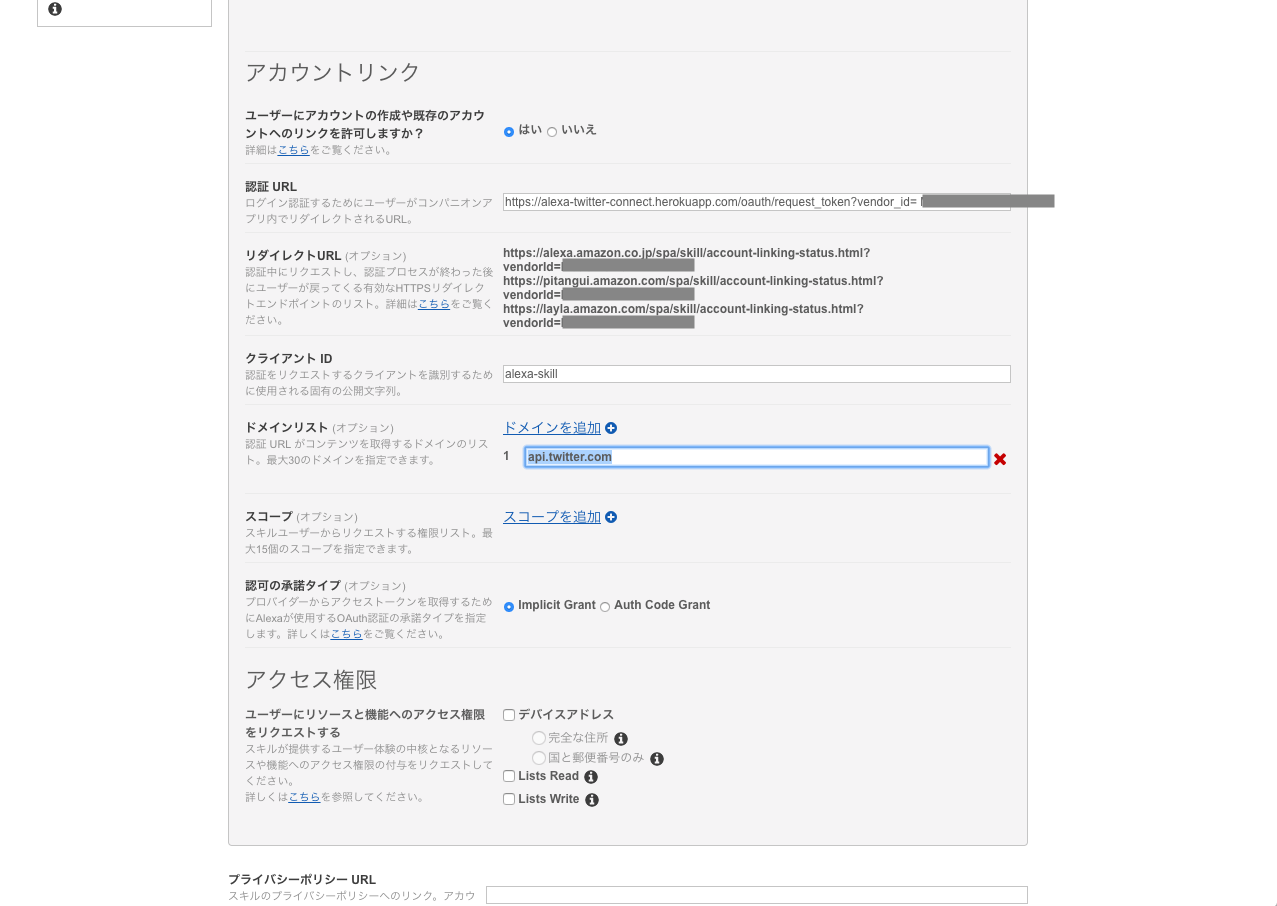 アカウントリンク
ユーザーにアカウントの作成や既存のアカウ
ントへのリンクを許可しますか？
詳細はこちらをご覧ください。
はい いいえ
認証 URL
ログイン認証するためにユーザーがコンパニオンア
プリ内でリダイレクトされるURL。
https://alexa-twitter-connect.herokuapp.com/oauth/request_token?vendor_id=
リダイレクトURL (オプション)
認証中にリクエストし、認証プロセスが終わった後
にユーザーが戻ってくる有効なHTTPSリダイレク
トエンドポイントのリスト。詳細はこちらをご覧く
ださい。
https://alexa.amazon.co.jp/spa/skill/account-linking-status.html?
vendorId=
https://pitangui.amazon.com/spa/skill/account-linking-status.html?
vendorId=
https://layla.amazon.com/spa/skill/account-linking-status.html?
vendorId=
クライアント ID
認証をリクエストするクライアントを識別するため
に使用される固有の公開文字列。
alexa-skill
ドメインリスト (オプション)
認証 URL がコンテンツを取得するドメインのリス
ト。最大30のドメインを指定できます。
ドメインを追加
1 api.twitter.com
スコープ (オプション)
スキルユーザーからリクエストする権限リスト。最
大15個のスコープを指定できます。
スコープを追加
認可の承諾タイプ (オプション)
プロバイダーからアクセストークンを取得するため
にAlexaが使用するOAuth認証の承諾タイプを指定
します。詳しくはこちらをご覧ください。
Implicit Grant Auth Code Grant
アクセス権限
ユーザーにリソースと機能へのアクセス権限
をリクエストする
スキルが提供するユーザー体験の中核となるリソー
スや機能へのアクセス権限の付与をリクエストして
ください。
詳しくはこちらを参照してください。
デバイスアドレス
完全な住所
国と郵便番号のみ
Lists Read
Lists Write
プライバシーポリシー URL
スキルのプライバシーポリシーへのリンク。アカウ